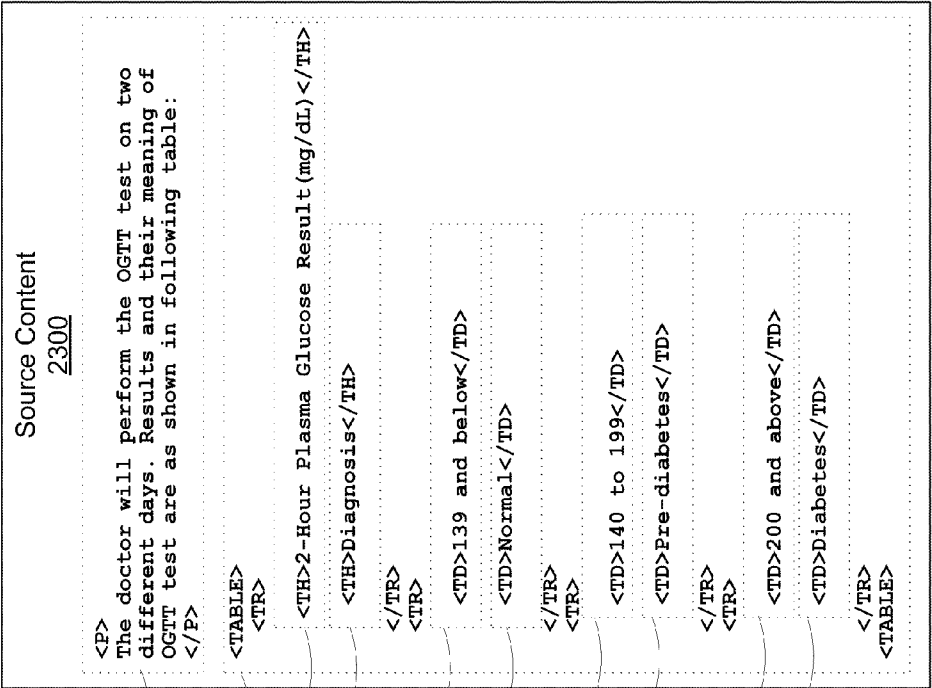 Source Content
2300
<P>
The doctor will perform the OGTT test on two
different days. Results and their meaning of
OGTT test are as shown in following table:
</P>
<TABLE>
<TR>
<TH>2-Hour Plasma Glucose Result(mg/dL)</TH>
<TH>Diagnosis</TH>
</TR>
<TR>
<TD>139 and below</TD>
<TD>Normal</TD>
</TR>
<TR>
<TD>140 to 199</TD>
<TD>Pre-diabetes</TD>
</TR>
<TR>
<TD>200 and above</TD>
<TD>Diabetes</TD>
</TR>
<TABLE>